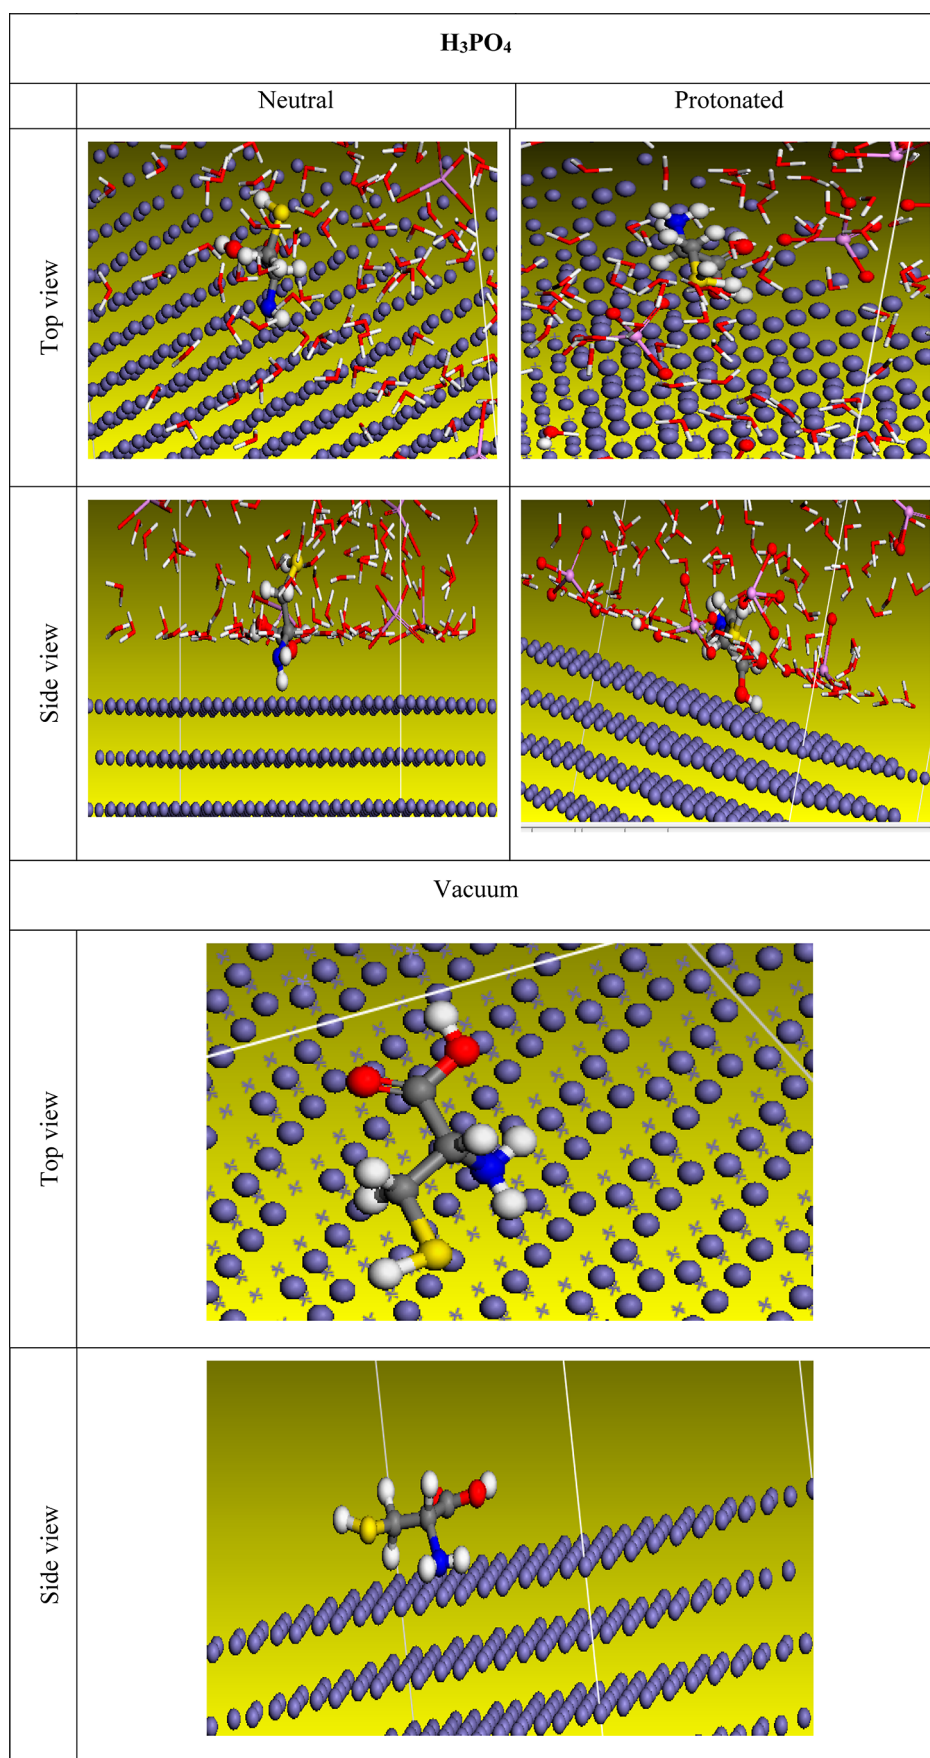 H₃PO₄
Neutral
Protonated
Top view
Side view
Vacuum
Top view
Side view